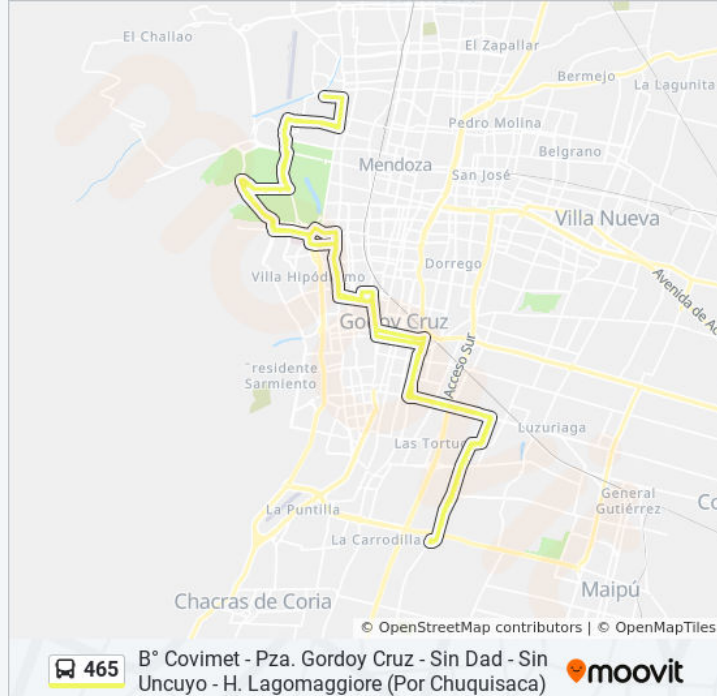 El Challao
El Zapallar
Bermejo
La Lagunita
Pedro Molina
Belgrano
Mendoza
San José
Villa Nueva
Dorrego
Villa Hipódromo
Avenida de Ac
Godoy Cruz
Acceso Sur
residente
Sarmiento
Luzuriaga
Las Tortu
General
Gutiérrez
Co
La Puntilla
La Carrodilla
Maipú
Chacras de Coria
© OpenStreetMap contributors | © OpenMapTiles
465
B° Covimet - Pza. Gordoy Cruz - Sin Dad - Sin
Uncuyo - H. Lagomaggiore (Por Chuquisaca)
moovit